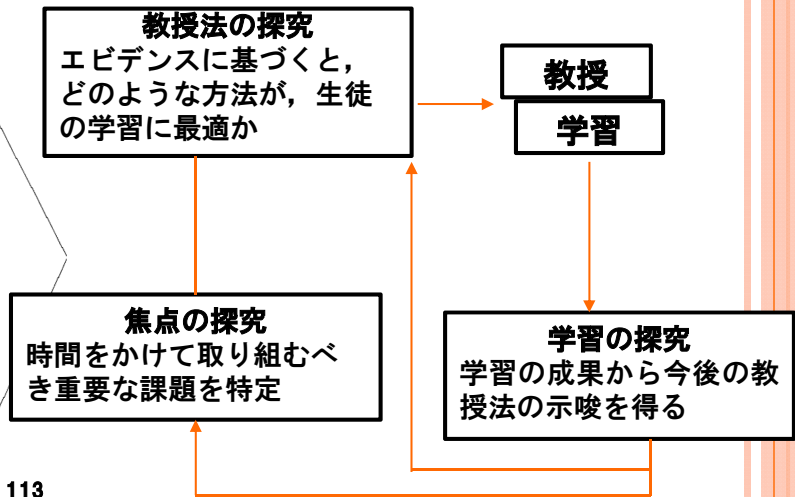 教授法の探究
エビデンスに基づくと，
どのような方法が，生徒
の学習に最適か
教授
学習
焦点の探究
時間をかけて取り組むべ
き重要な課題を特定
学習の探究
学習の成果から今後の教
授法の示唆を得る
113